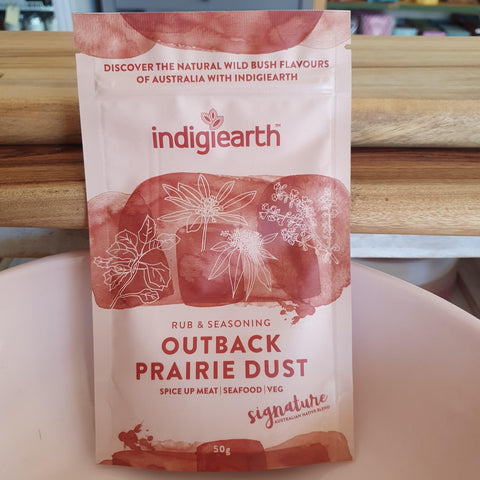 DISCOVER THE NATURAL WILD BUSH FLAVOURS
OF AUSTRALIA WITH INDIGIEARTH
indigiearth™
RUB & SEASONING
OUTBACK
PRAIRIE DUST
SPICE UP MEAT | SEAFOOD | VEG
signature
AUSTRALIAN NATIVE BLEND
50g